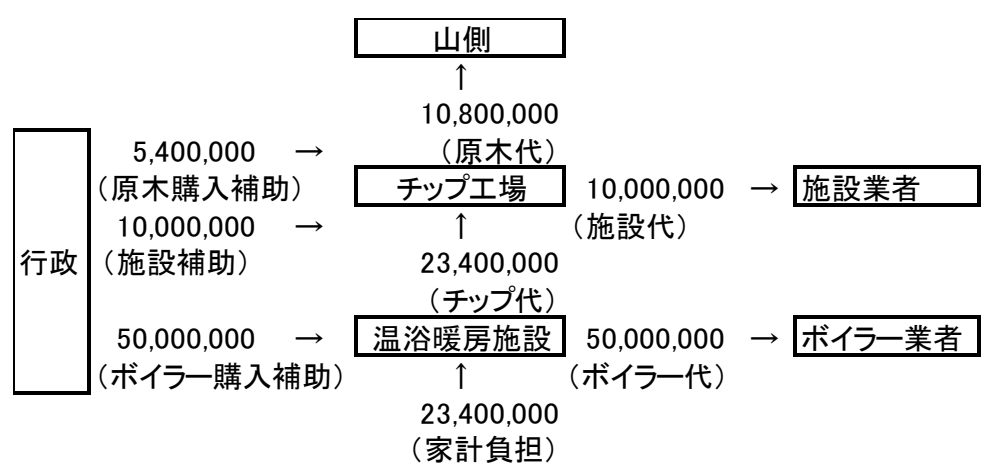 山側
↑
10,800,000
5,400,000 → （原木代）
（原木購入補助） チップ工場 10,000,000 → 施設業者
10,000,000 → ↑ （施設代）
行政 （施設補助） 23,400,000
（チップ代）
50,000,000 → 温浴暖房施設 50,000,000 → ボイラー業者
（ボイラー購入補助） ↑ （ボイラー代）
23,400,000
（家計負担）